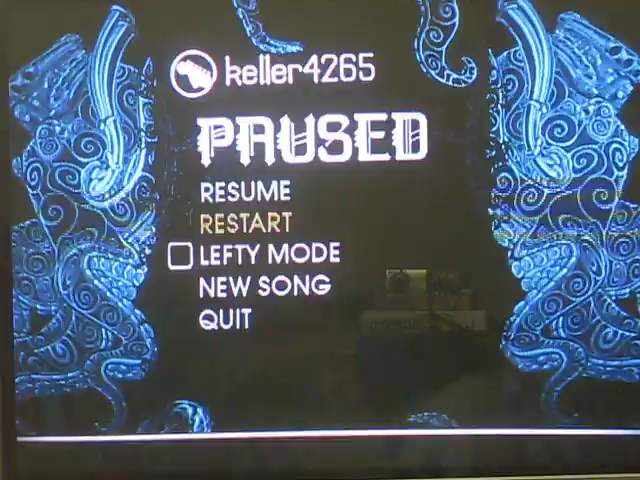 keller4265
PAUSED
RESUME
RESTART
LEFTY MODE
NEW SONG
QUIT